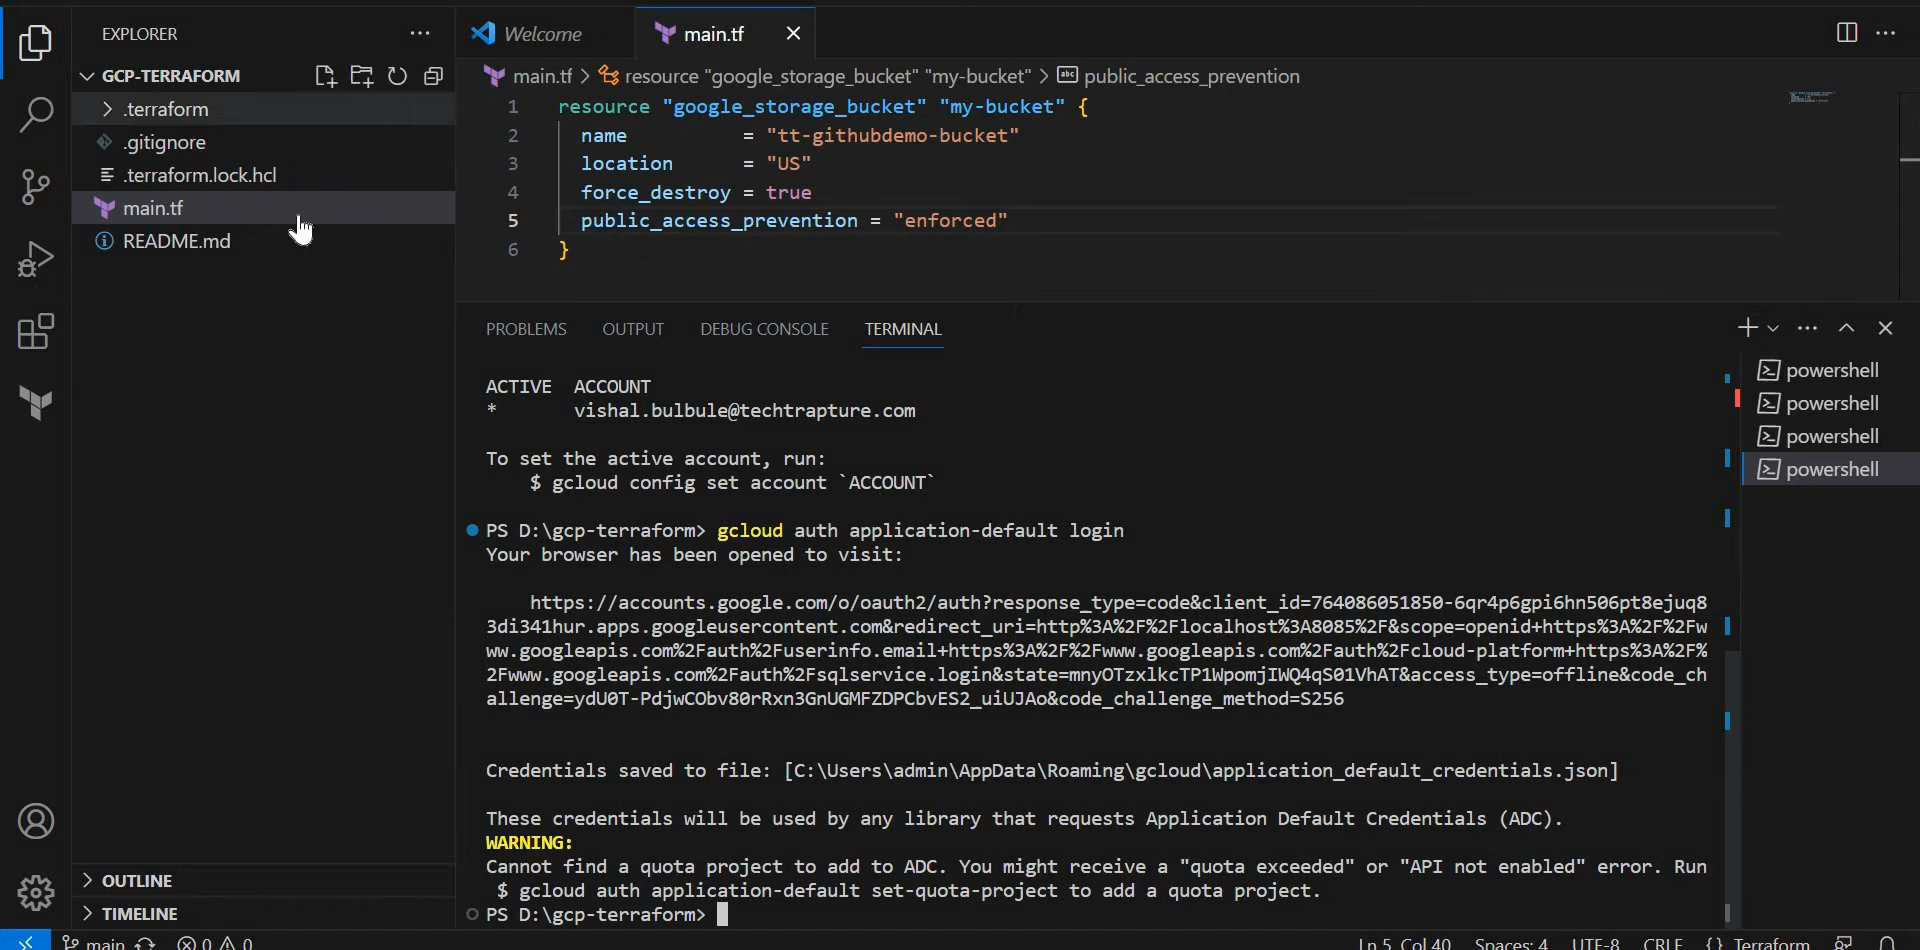 EXPLORER
GCP-TERRAFORM
.terraform
.gitignore
.terraform.lock.hcl
main.tf
README.md
OUTLINE
TIMELINE
Welcome
main.tf
main.tf > resource "google_storage_bucket" "my-bucket" > abc public_access_prevention
1 resource "google_storage_bucket" "my-bucket" {
2 name = "tt-githubdemo-bucket"
3 location = "US"
4 force_destroy = true
5 public_access_prevention = "enforced"
6 }
PROBLEMS OUTPUT DEBUG CONSOLE TERMINAL
powershell
powershell
powershell
powershell
ACTIVE ACCOUNT
* vishal.bulbule@techtrapture.com
To set the active account, run:
$ gcloud config set account `ACCOUNT`
PS D:\gcp-terraform> gcloud auth application-default login
Your browser has been opened to visit:
https://accounts.google.com/o/oauth2/auth?response_type=code&client_id=764086051850-6qr4p6gpi6hn506pt8ejuq8
3di341hur.apps.googleusercontent.com&redirect_uri=http%3A%2F%2Flocalhost%3A8085%2F&scope=openid+https%3A%2F%2Fw
ww.googleapis.com%2Fauth%2Fuserinfo.email+https%3A%2F%2Fwww.googleapis.com%2Fauth%2Fcloud-platform+https%3A%2F%
2Fwww.googleapis.com%2Fauth%2Fsqlservice.login&state=mnyOTzxlkcTP1WpomjIWQ4qS01VhAT&access_type=offline&code_ch
allenge=ydU0T-PdjwCObv80rRxn3GnUGMFZDPCbvES2_uiUJAo&code_challenge_method=S256
Credentials saved to file: [C:\Users\admin\AppData\Roaming\gcloud\application_default_credentials.json]
These credentials will be used by any library that requests Application Default Credentials (ADC).
WARNING:
Cannot find a quota project to add to ADC. You might receive a "quota exceeded" or "API not enabled" error. Run
$ gcloud auth application-default set-quota-project to add a quota project.
PS D:\gcp-terraform>
main 0 0 Ln 5, Col 40 Spaces: 4 UTF-8 CRLF {} Terraform